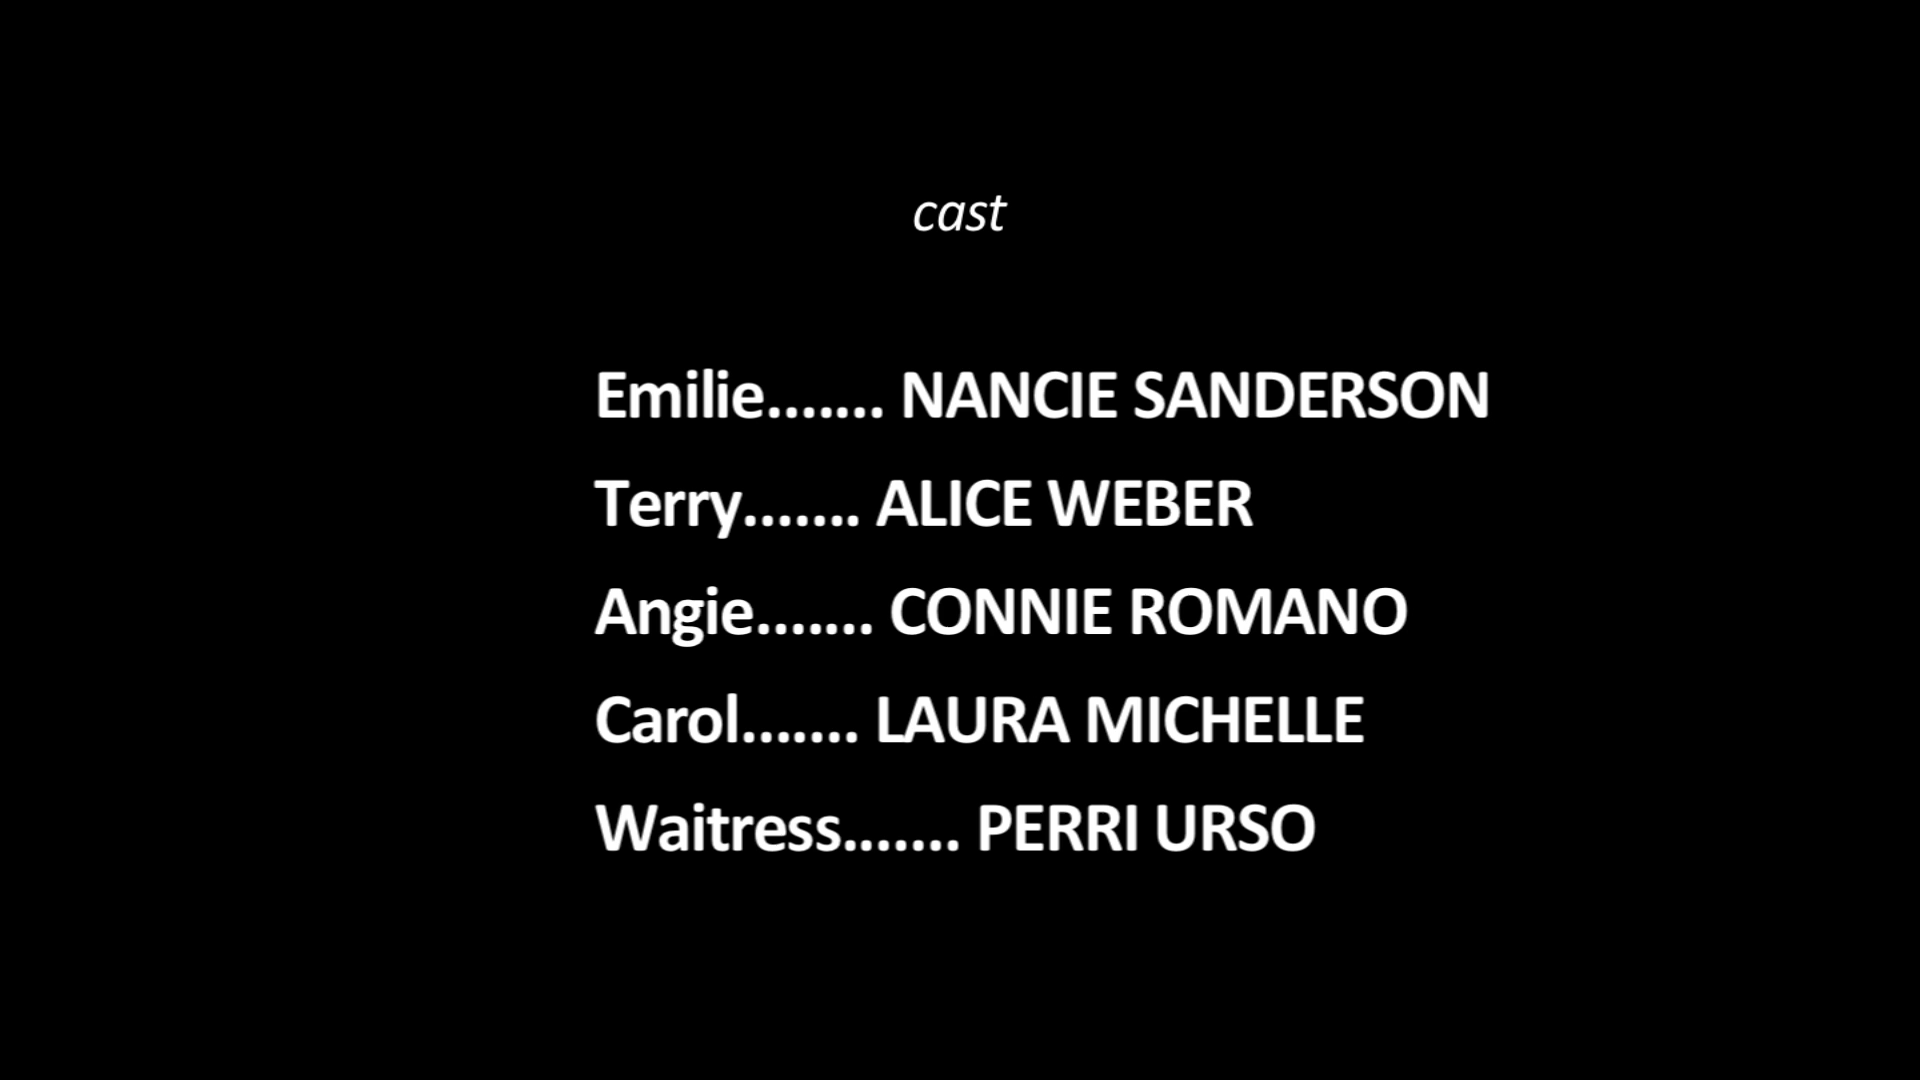 cast
Emilie....... NANCIE SANDERSON
Terry....... ALICE WEBER
Angie....... CONNIE ROMANO
Carol....... LAURA MICHELLE
Waitress....... PERRI URSO